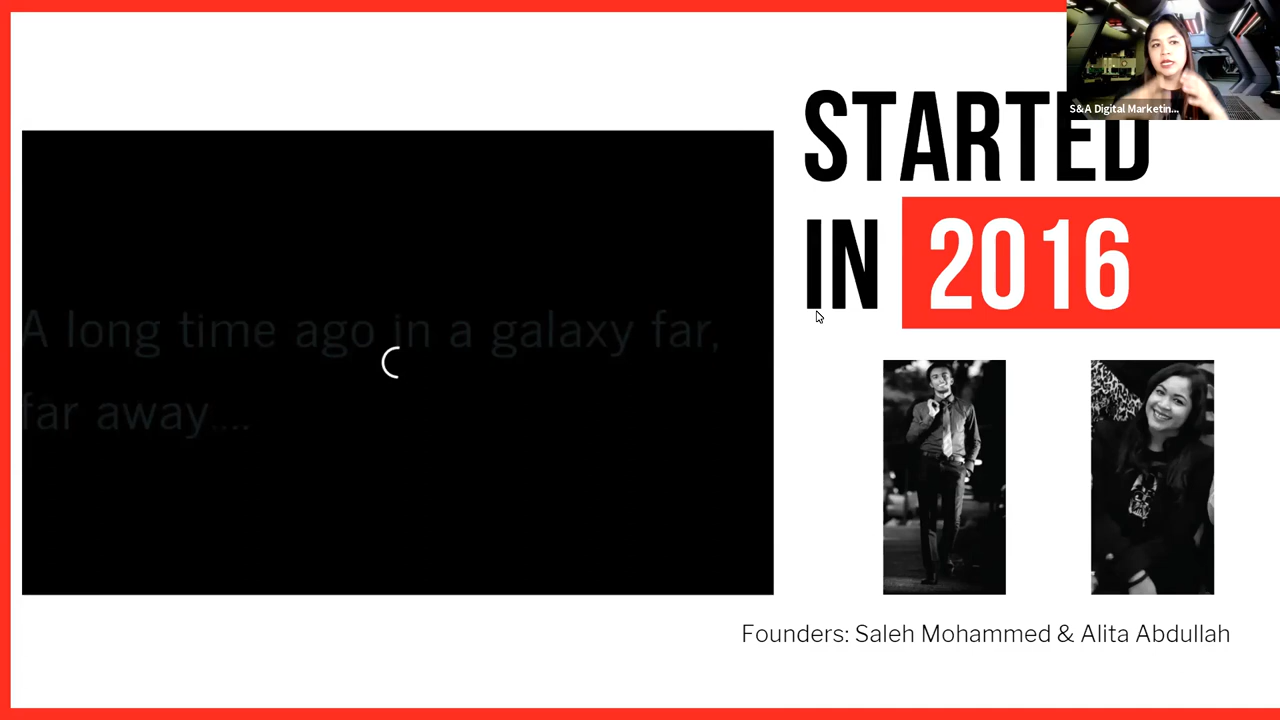 S&A Digital Marketin...
STARTED
IN 2016
A long time ago in a galaxy far,
far away....
Founders: Saleh Mohammed & Alita Abdullah